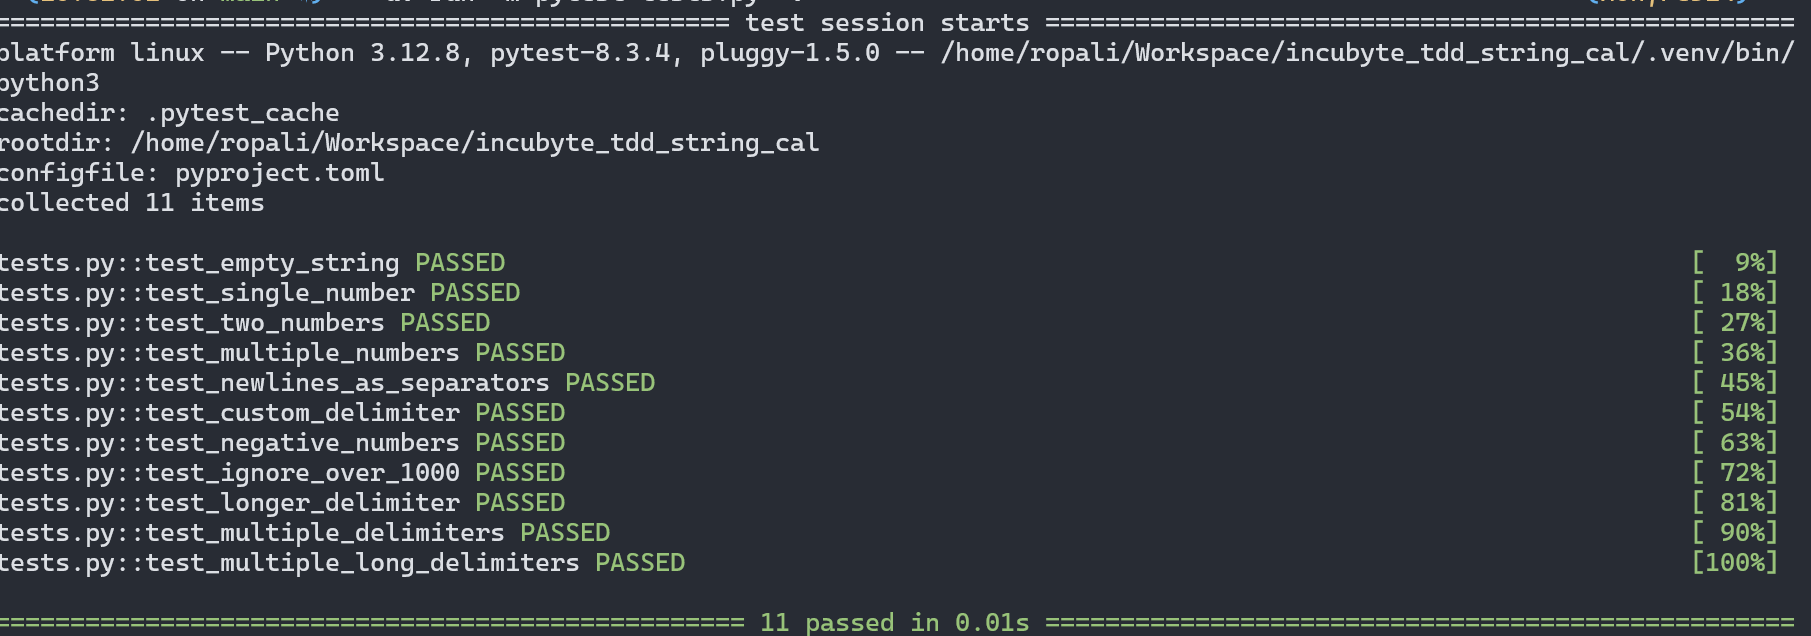 ============================================== test session starts ==================================================
platform linux -- Python 3.12.8, pytest-8.3.4, pluggy-1.5.0 -- /home/ropali/Workspace/incubyte_tdd_string_cal/.venv/bin/
python3
cachedir: .pytest_cache
rootdir: /home/ropali/Workspace/incubyte_tdd_string_cal
configfile: pyproject.toml
collected 11 items
tests.py::test_empty_string PASSED [  9%]
tests.py::test_single_number PASSED [ 18%]
tests.py::test_two_numbers PASSED [ 27%]
tests.py::test_multiple_numbers PASSED [ 36%]
tests.py::test_newlines_as_separators PASSED [ 45%]
tests.py::test_custom_delimiter PASSED [ 54%]
tests.py::test_negative_numbers PASSED [ 63%]
tests.py::test_ignore_over_1000 PASSED [ 72%]
tests.py::test_longer_delimiter PASSED [ 81%]
tests.py::test_multiple_delimiters PASSED [ 90%]
tests.py::test_multiple_long_delimiters PASSED [100%]
================================================== 11 passed in 0.01s ==================================================